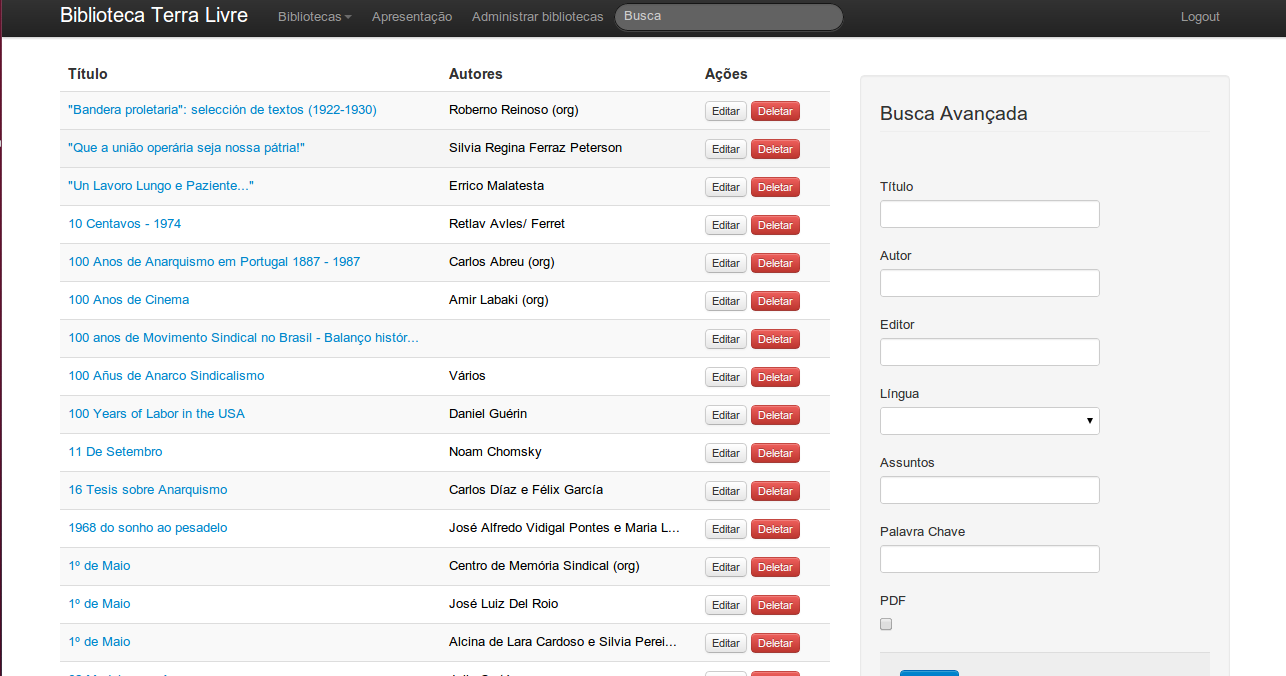 Biblioteca Terra Livre Bibliotecas Apresentação Administrar bibliotecas Busca Logout
Título Autores Ações
"Bandera proletaria": selección de textos (1922-1930) Roberno Reinoso (org) Editar Deletar
"Que a união operária seja nossa pátria!" Silvia Regina Ferraz Peterson Editar Deletar
"Un Lavoro Lungo e Paziente..." Errico Malatesta Editar Deletar
10 Centavos - 1974 Retlav Avles/ Ferret Editar Deletar
100 Anos de Anarquismo em Portugal 1887 - 1987 Carlos Abreu (org) Editar Deletar
100 Anos de Cinema Amir Labaki (org) Editar Deletar
100 anos de Movimento Sindical no Brasil - Balanço histór... Editar Deletar
100 Añus de Anarco Sindicalismo Vários Editar Deletar
100 Years of Labor in the USA Daniel Guérin Editar Deletar
11 De Setembro Noam Chomsky Editar Deletar
16 Tesis sobre Anarquismo Carlos Díaz e Félix García Editar Deletar
1968 do sonho ao pesadelo José Alfredo Vidigal Pontes e Maria L... Editar Deletar
1º de Maio Centro de Memória Sindical (org) Editar Deletar
1º de Maio José Luiz Del Roio Editar Deletar
1º de Maio Alcina de Lara Cardoso e Silvia Perei... Editar Deletar
Busca Avançada
Título
Autor
Editor
Língua
Assuntos
Palavra Chave
PDF